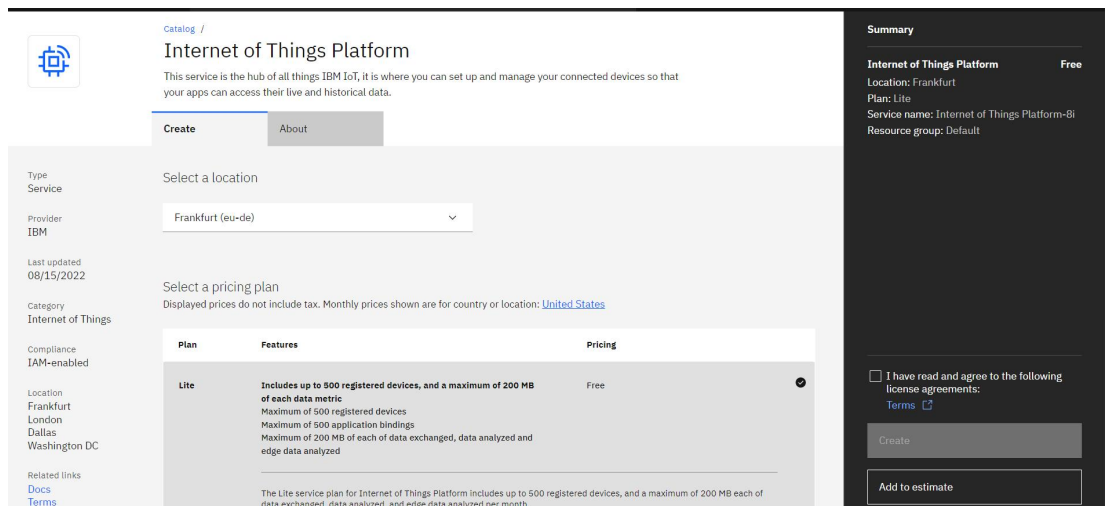 Catalog /
Internet of Things Platform
This service is the hub of all things IBM IoT, it is where you can set up and manage your connected devices so that
your apps can access their live and historical data.
Create
About
Type
Service
Provider
IBM
Last updated
08/15/2022
Category
Internet of Things
Compliance
IAM-enabled
Location
Frankfurt
London
Dallas
Washington DC
Related links
Docs
Terms
Select a location
Frankfurt (eu-de)
Select a pricing plan
Displayed prices do not include tax. Monthly prices shown are for country or location: United States
Plan Features Pricing
Lite
Includes up to 500 registered devices, and a maximum of 200 MB
of each data metric
Maximum of 500 registered devices
Maximum of 500 application bindings
Maximum of 200 MB of each of data exchanged, data analyzed and
edge data analyzed
Free
The Lite service plan for Internet of Things Platform includes up to 500 registered devices, and a maximum of 200 MB each of
data exchanged, data analyzed, and edge data analyzed per month.
Summary
Internet of Things Platform Free
Location: Frankfurt
Plan: Lite
Service name: Internet of Things Platform-8i
Resource group: Default
I have read and agree to the following
license agreements:
Terms
Create
Add to estimate